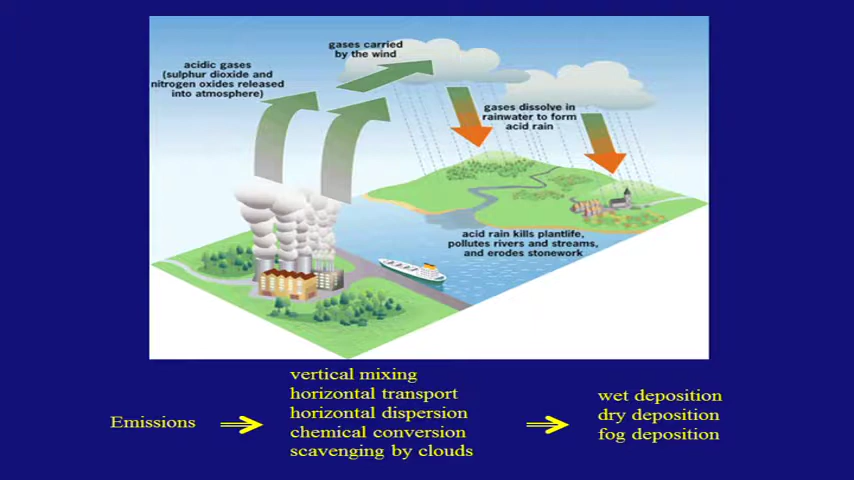 gases carried
by the wind
acidic gases
(sulphur dioxide and
nitrogen oxides released
into atmosphere)
gases dissolve in
rainwater to form
acid rain
acid rain kills plantlife,
pollutes rivers and streams,
and erodes stonework
Emissions
vertical mixing
horizontal transport
horizontal dispersion
chemical conversion
scavenging by clouds
wet deposition
dry deposition
fog deposition